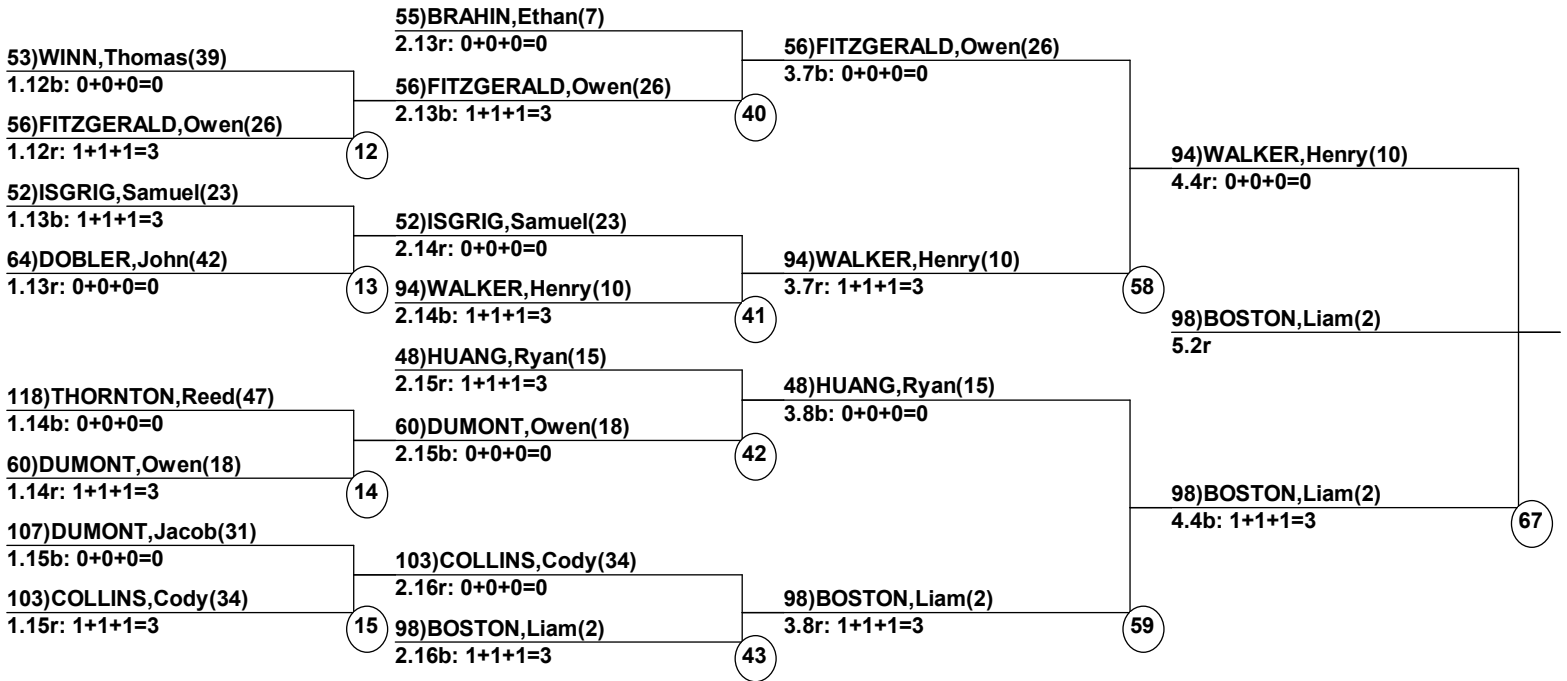 53)WINN,Thomas(39)
1.12b: 0+0+0=0
56)FITZGERALD,Owen(26)
1.12r: 1+1+1=3
12
52)ISGRIG,Samuel(23)
1.13b: 1+1+1=3
64)DOBLER,John(42)
1.13r: 0+0+0=0
13
118)THORNTON,Reed(47)
1.14b: 0+0+0=0
60)DUMONT,Owen(18)
1.14r: 1+1+1=3
14
107)DUMONT,Jacob(31)
1.15b: 0+0+0=0
103)COLLINS,Cody(34)
1.15r: 1+1+1=3
15
55)BRAHIN,Ethan(7)
2.13r: 0+0+0=0
56)FITZGERALD,Owen(26)
2.13b: 1+1+1=3
40
52)ISGRIG,Samuel(23)
2.14r: 0+0+0=0
94)WALKER,Henry(10)
2.14b: 1+1+1=3
41
48)HUANG,Ryan(15)
2.15r: 1+1+1=3
60)DUMONT,Owen(18)
2.15b: 0+0+0=0
42
103)COLLINS,Cody(34)
2.16r: 0+0+0=0
98)BOSTON,Liam(2)
2.16b: 1+1+1=3
43
56)FITZGERALD,Owen(26)
3.7b: 0+0+0=0
94)WALKER,Henry(10)
3.7r: 1+1+1=3
58
48)HUANG,Ryan(15)
3.8b: 0+0+0=0
98)BOSTON,Liam(2)
3.8r: 1+1+1=3
59
94)WALKER,Henry(10)
4.4r: 0+0+0=0
98)BOSTON,Liam(2)
5.2r
98)BOSTON,Liam(2)
4.4b: 1+1+1=3
67